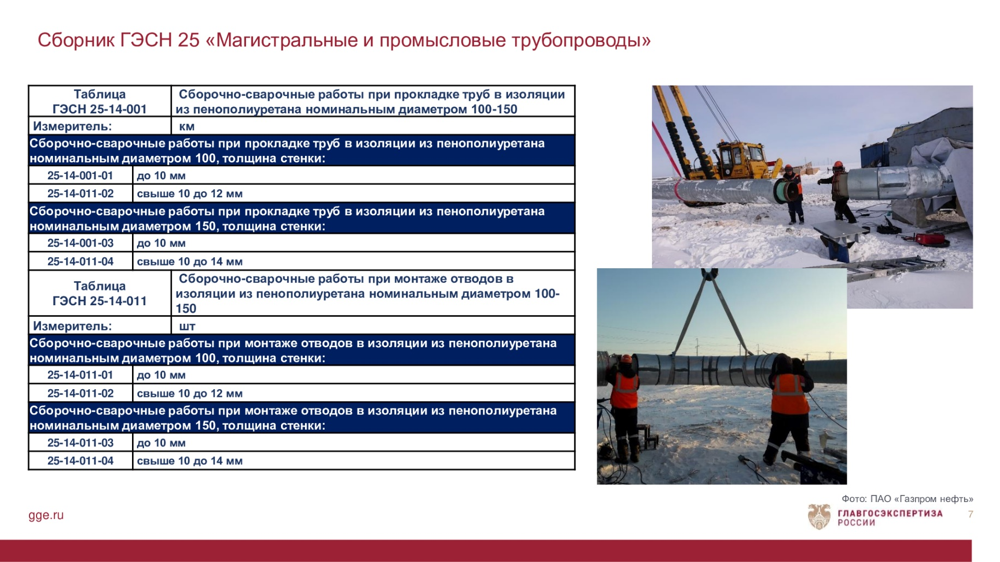 Сборник ГЭСН 25 «Магистральные и промысловые трубопроводы»
Таблица
ГЭСН 25-14-001
Сборочно-сварочные работы при прокладке труб в изоляции
из пенополиуретана номинальным диаметром 100-150
Измеритель:
км
Сборочно-сварочные работы при прокладке труб в изоляции из пенополиуретана
номинальным диаметром 100, толщина стенки:
25-14-001-01
до 10 мм
25-14-011-02
свыше 10 до 12 мм
Сборочно-сварочные работы при прокладке труб в изоляции из пенополиуретана
номинальным диаметром 150, толщина стенки:
25-14-001-03
до 10 мм
25-14-011-04
свыше 10 до 14 мм
Таблица
ГЭСН 25-14-011
Сборочно-сварочные работы при монтаже отводов в
изоляции из пенополиуретана номинальным диаметром 100-
150
Измеритель:
шт
Сборочно-сварочные работы при монтаже отводов в изоляции из пенополиуретана
номинальным диаметром 100, толщина стенки:
25-14-011-01
до 10 мм
25-14-011-02
свыше 10 до 12 мм
Сборочно-сварочные работы при монтаже отводов в изоляции из пенополиуретана
номинальным диаметром 150, толщина стенки:
25-14-011-03
до 10 мм
25-14-011-04
свыше 10 до 14 мм
Фото: ПАО «Газпром нефть»
gge.ru
ГЛАВГОСЭКСПЕРТИЗА
РОССИИ
7